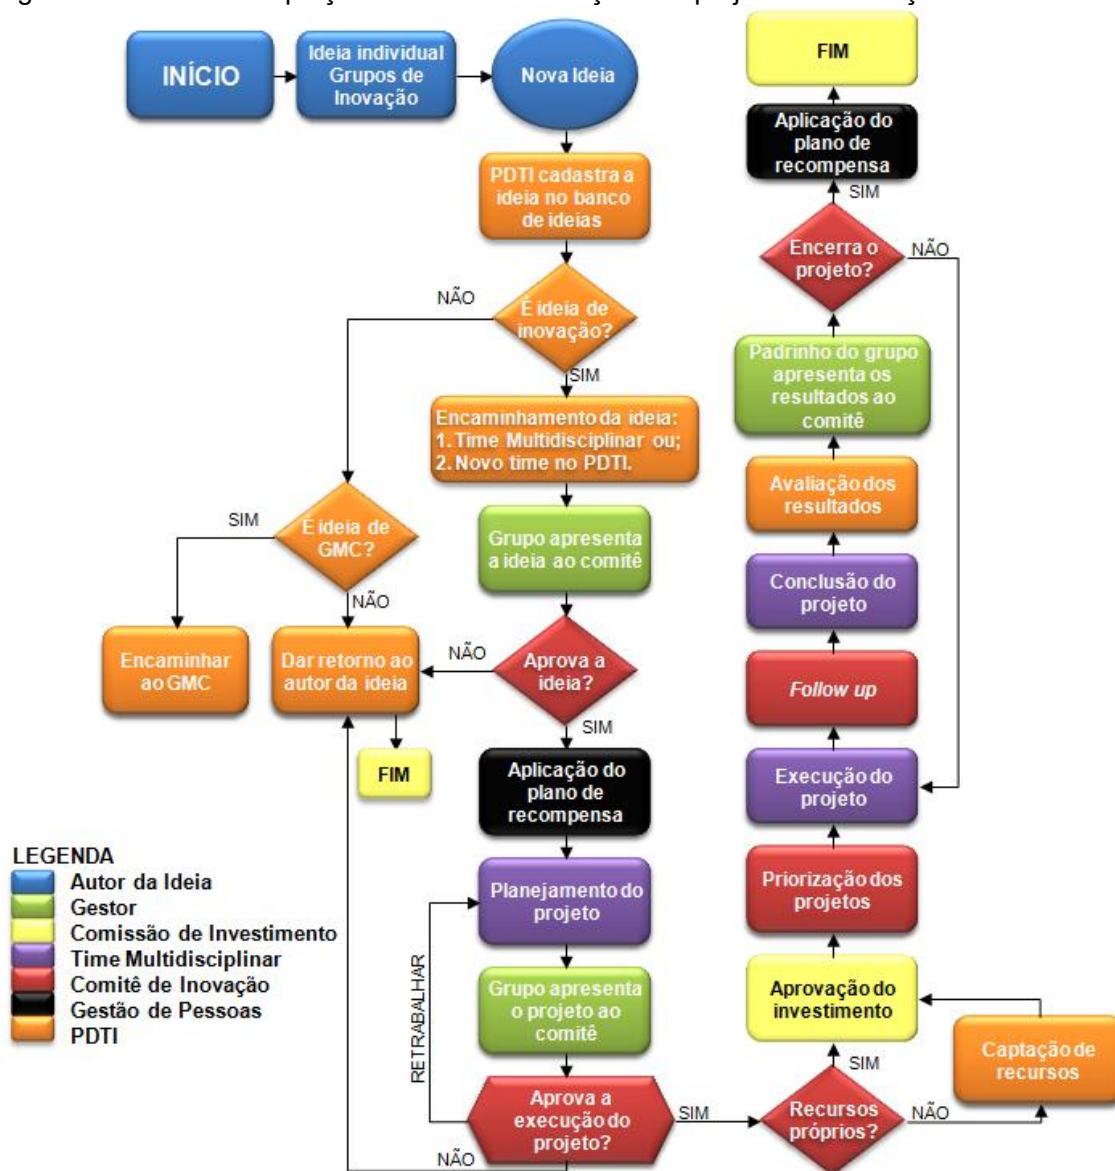 INÍCIO
Ideia individual
Grupos de
Inovação
Nova Ideia
PDTI cadastra a
ideia no banco
de ideias
É ideia de
inovação?
NÃO
SIM
Encaminhamento da ideia:
1. Time Multidisciplinar ou;
2. Novo time no PDTI.
É ideia de
GMC?
SIM
NÃO
Encaminhar
ao GMC
Dar retorno ao
autor da ideia
FIM
Grupo apresenta
a ideia ao comitê
Aprova a
ideia?
NÃO
SIM
Aplicação do
plano de
recompensa
Planejamento do
projeto
Grupo apresenta
o projeto ao
comitê
RETRABALHAR
Aprova a
execução do
projeto?
NÃO
SIM
Recursos
próprios?
SIM
NÃO
Captação de
recursos
Aprovação do
investimento
Priorização dos
projetos
Execução do
projeto
Follow up
Conclusão do
projeto
Avaliação dos
resultados
Padrinho do grupo
apresenta os
resultados ao
comitê
Encerra o
projeto?
NÃO
SIM
Aplicação do
plano de
recompensa
FIM
LEGENDA
Autor da Ideia
Gestor
Comissão de Investimento
Time Multidisciplinar
Comitê de Inovação
Gestão de Pessoas
PDTI